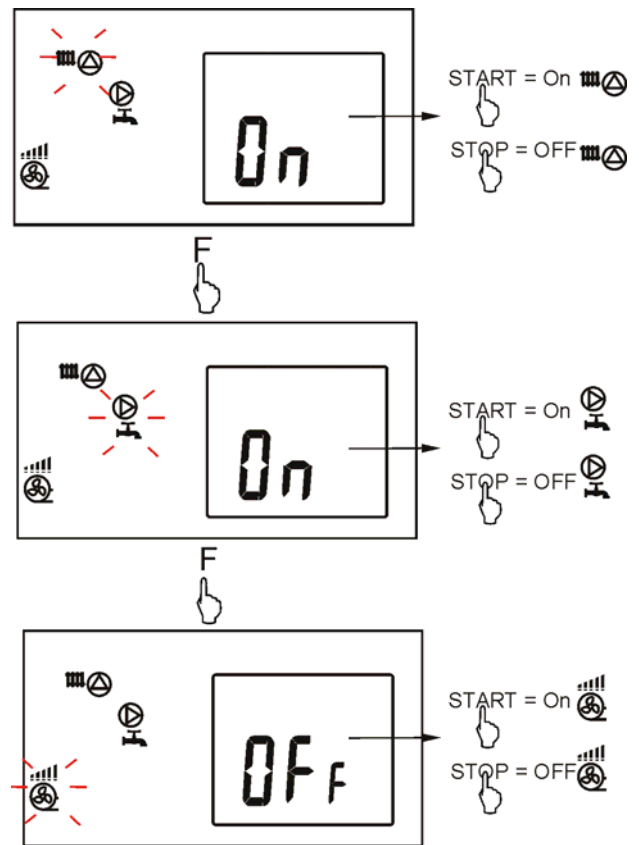 On
START = On
STOP = OFF
F
On
START = On
STOP = OFF
F
OFF
START = On
STOP = OFF